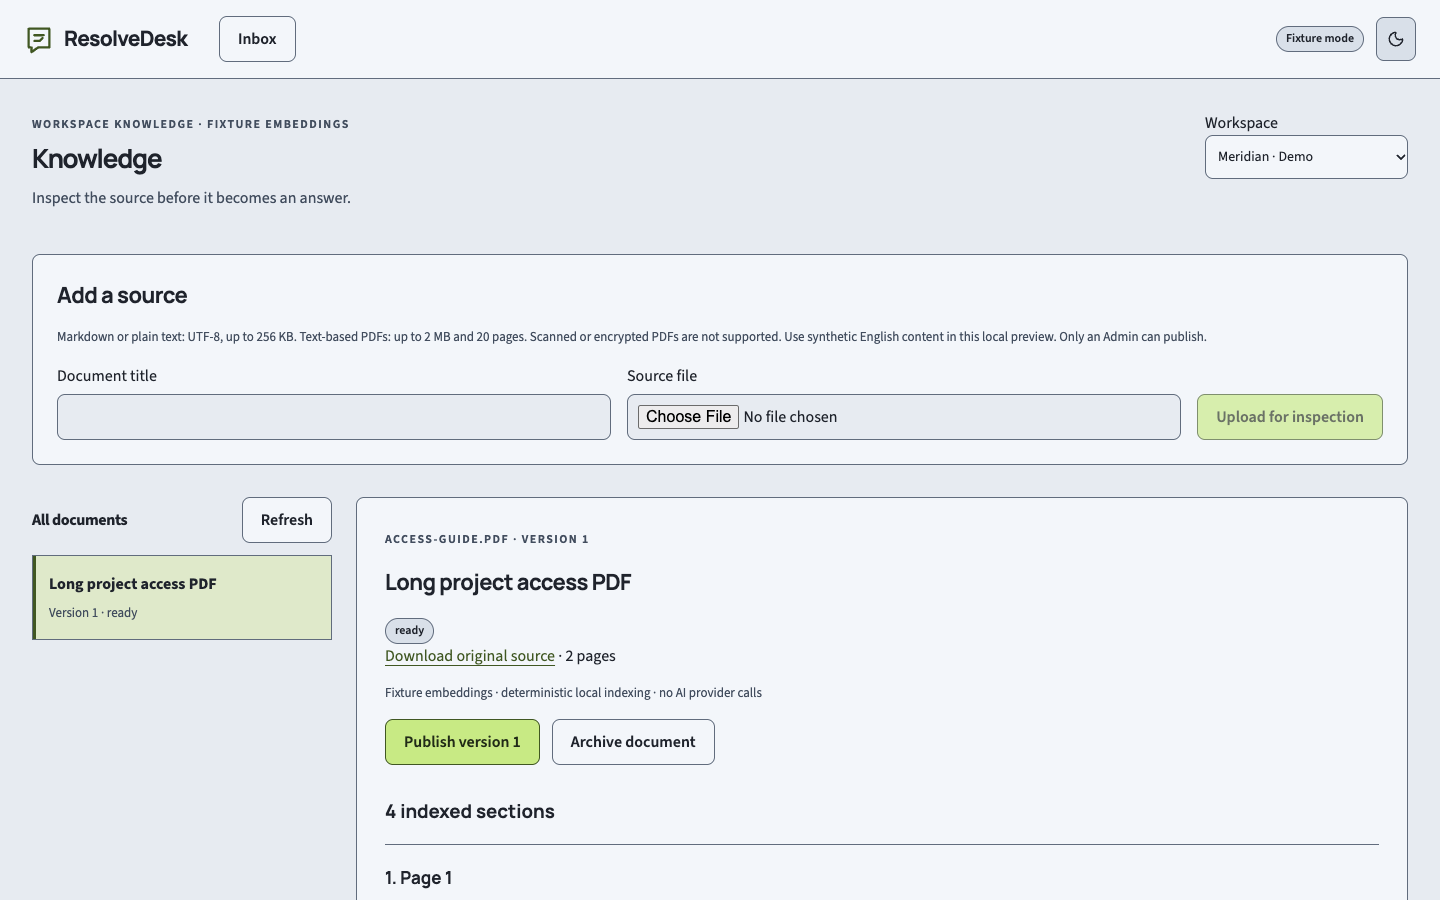 ResolveDesk
Inbox
Fixture mode
WORKSPACE KNOWLEDGE · FIXTURE EMBEDDINGS
Knowledge
Inspect the source before it becomes an answer.
Workspace
Meridian · Demo
Add a source
Markdown or plain text: UTF-8, up to 256 KB. Text-based PDFs: up to 2 MB and 20 pages. Scanned or encrypted PDFs are not supported. Use synthetic English content in this local preview. Only an Admin can publish.
Document title
Source file
Choose File No file chosen
Upload for inspection
All documents
Refresh
Long project access PDF
Version 1 · ready
ACCESS-GUIDE.PDF · VERSION 1
Long project access PDF
ready
Download original source · 2 pages
Fixture embeddings · deterministic local indexing · no AI provider calls
Publish version 1
Archive document
4 indexed sections
1. Page 1